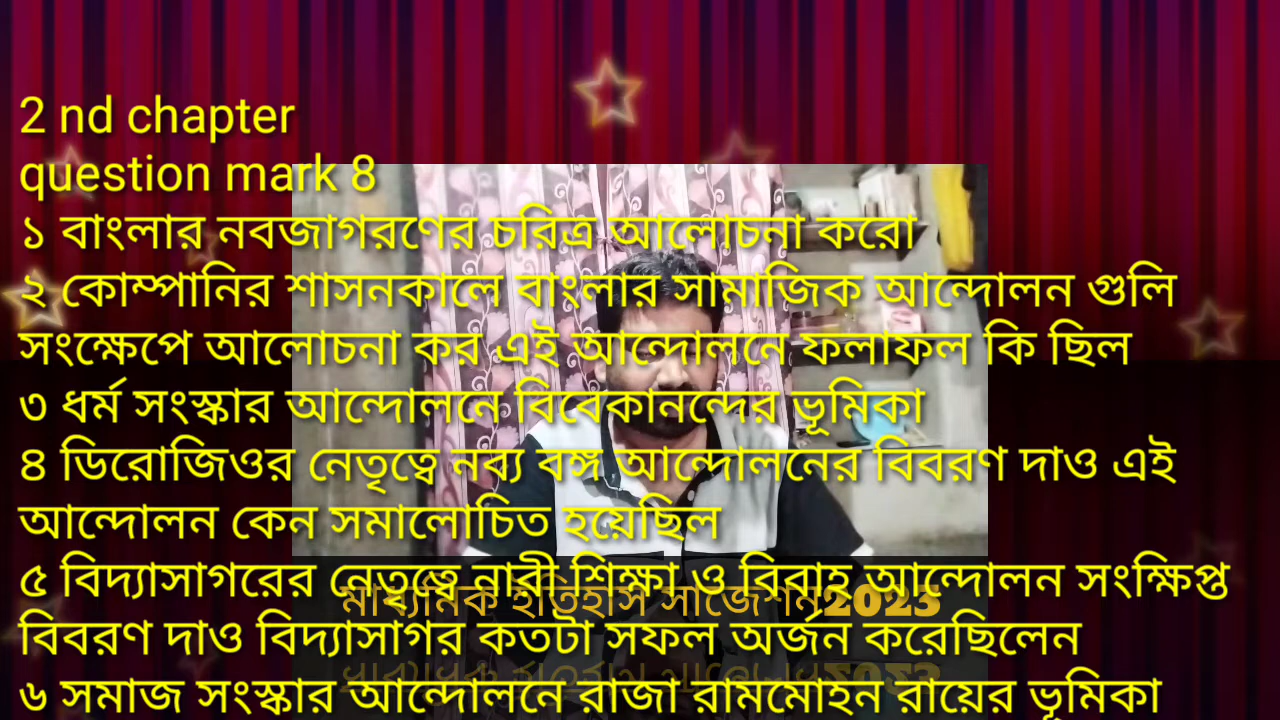 2 nd chapter
question mark 8
১ বাংলার নবজাগরণের চরিত্র আলোচনা করো
২ কোম্পানির শাসনকালে বাংলার সামাজিক আন্দোলন গুলি
সংক্ষেপে আলোচনা কর এই আন্দোলনে ফলাফল কি ছিল
৩ ধর্ম সংস্কার আন্দোলনে বিবেকানন্দের ভূমিকা
৪ ডিরোজিওর নেতৃত্বে নব্য বঙ্গ আন্দোলনের বিবরণ দাও এই
আন্দোলন কেন সমালোচিত হয়েছিল
৫ বিদ্যাসাগরের নেতৃত্বে নারী শিক্ষা ও বিবাহ আন্দোলন সংক্ষিপ্ত
মাধ্যমিক ইতিহাস সাজেশন2023
বিবরণ দাও বিদ্যাসাগর কতটা সফল অর্জন করেছিলেন
৬ সমাজ সংস্কার আন্দোলনে রাজা রামমোহন রায়ের ভূমিকা